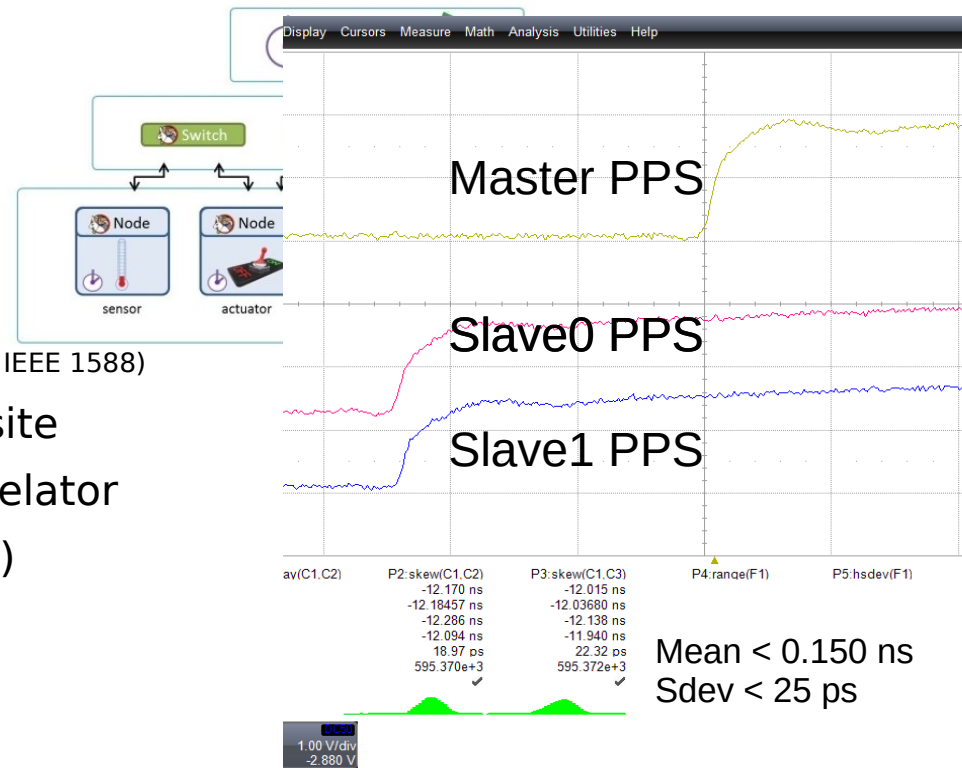 Display Cursors Measure Math Analysis Utilities Help
Switch
Master PPS
Node Node
sensor actuator
Slave0 PPS
IEEE 1588)
site
Slave1 PPS
elator
)
av(C1,C2) P2:skew(C1,C2) P3:skew(C1,C3) P4:range(F1) P5:hsdev(F1)
-12.170 ns -12.015 ns
-12.18457 ns -12.03680 ns
-12.286 ns -12.138 ns
-12.094 ns -11.940 ns
18.97 ps 22.32 ps
595.370e+3 595.372e+3
Mean < 0.150 ns
Sdev < 25 ps
1.00 V/div
-2.880 V